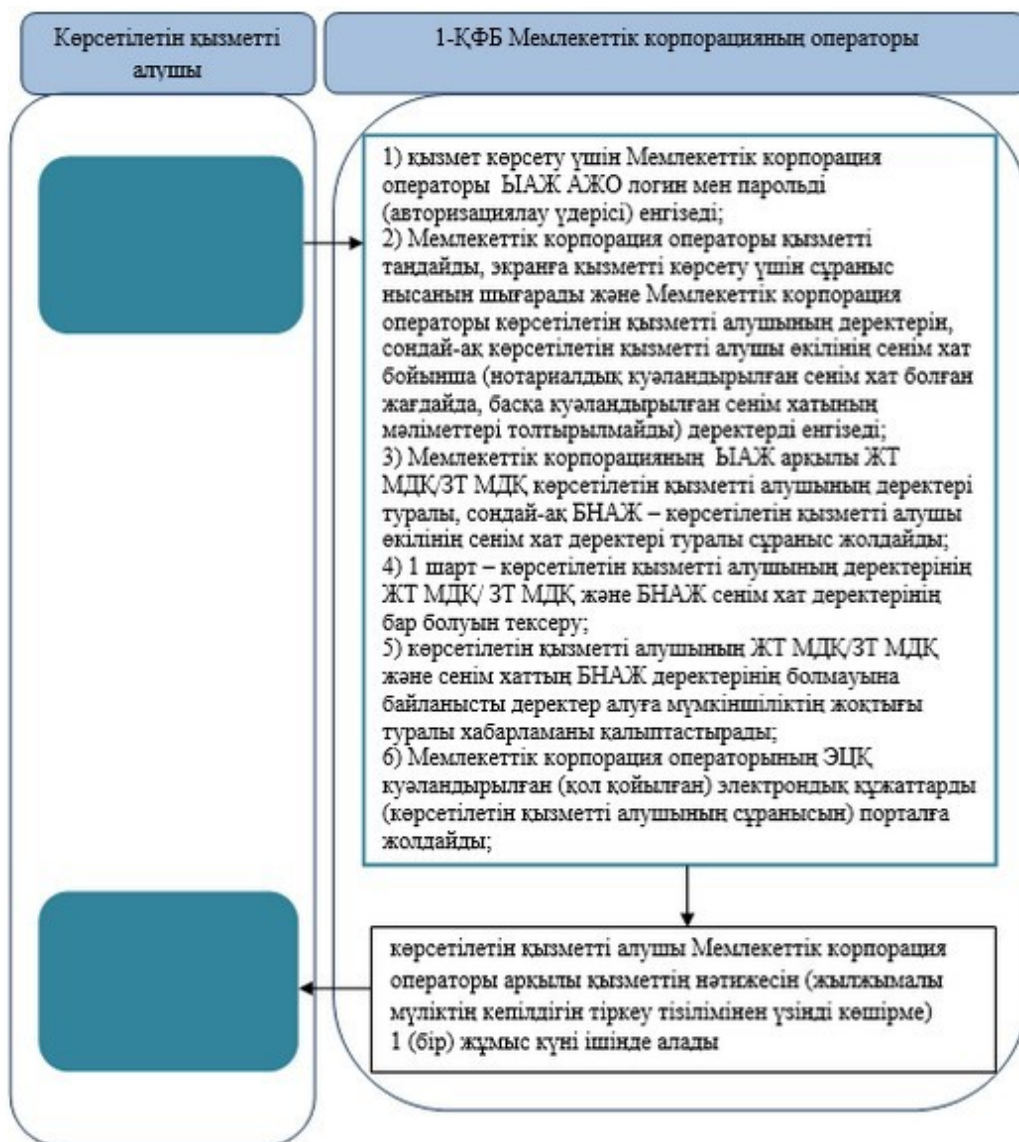 Көрсетілетін қызметті
алушы
1-ҚФБ Мемлекеттік корпорацияның операторы
1) қызмет көрсету үшін Мемлекеттік корпорация
операторы ЫАЖ АЖО логин мен парольді
(авторизациялау үдерісі) енгізеді;
2) Мемлекеттік корпорация операторы қызметті
таңдайды, экранға қызметті көрсету үшін сұраныс
нысанын шығарады және Мемлекеттік корпорация
операторы көрсетілетін қызметті алушының деректерін,
сондай-ақ көрсетілетін қызметті алушы өкілінің сенім хат
бойынша (нотариалдық куәландырылған сенім хат болған
жағдайда, басқа куәландырылған сенім хатының
мәліметтері толтырылмайды) деректерді енгізеді;
3) Мемлекеттік корпорацияның ЫАЖ арқылы ЖТ
МДҚ/ЗТ МДҚ көрсетілетін қызметті алушының деректері
туралы, сондай-ақ БНАЖ – көрсетілетін қызметті алушы
өкілінің сенім хат деректері туралы сұраныс жолдайды;
4) 1 шарт – көрсетілетін қызметті алушының деректерінің
ЖТ МДҚ/ ЗТ МДҚ және БНАЖ сенім хат деректерінің
бар болуын тексеру;
5) көрсетілетін қызметті алушының ЖТ МДҚ/ЗТ МДҚ
және сенім хаттың БНАЖ деректерінің болмауына
байланысты деректер алуға мүмкіншіліктің жоқтығы
туралы хабарламаны қалыптастырады;
6) Мемлекеттік корпорация операторының ЭЦҚ
куәландырылған (қол қойылған) электрондық құжаттарды
(көрсетілетін қызметті алушының сұранысын) порталға
жолдайды;
көрсетілетін қызметті алушы Мемлекеттік корпорация
операторы арқылы қызметтің нәтижесін (жылжымалы
мүліктің кепілдігін тіркеу тізілімінен үзінді көшірме)
1 (бір) жұмыс күні ішінде алады